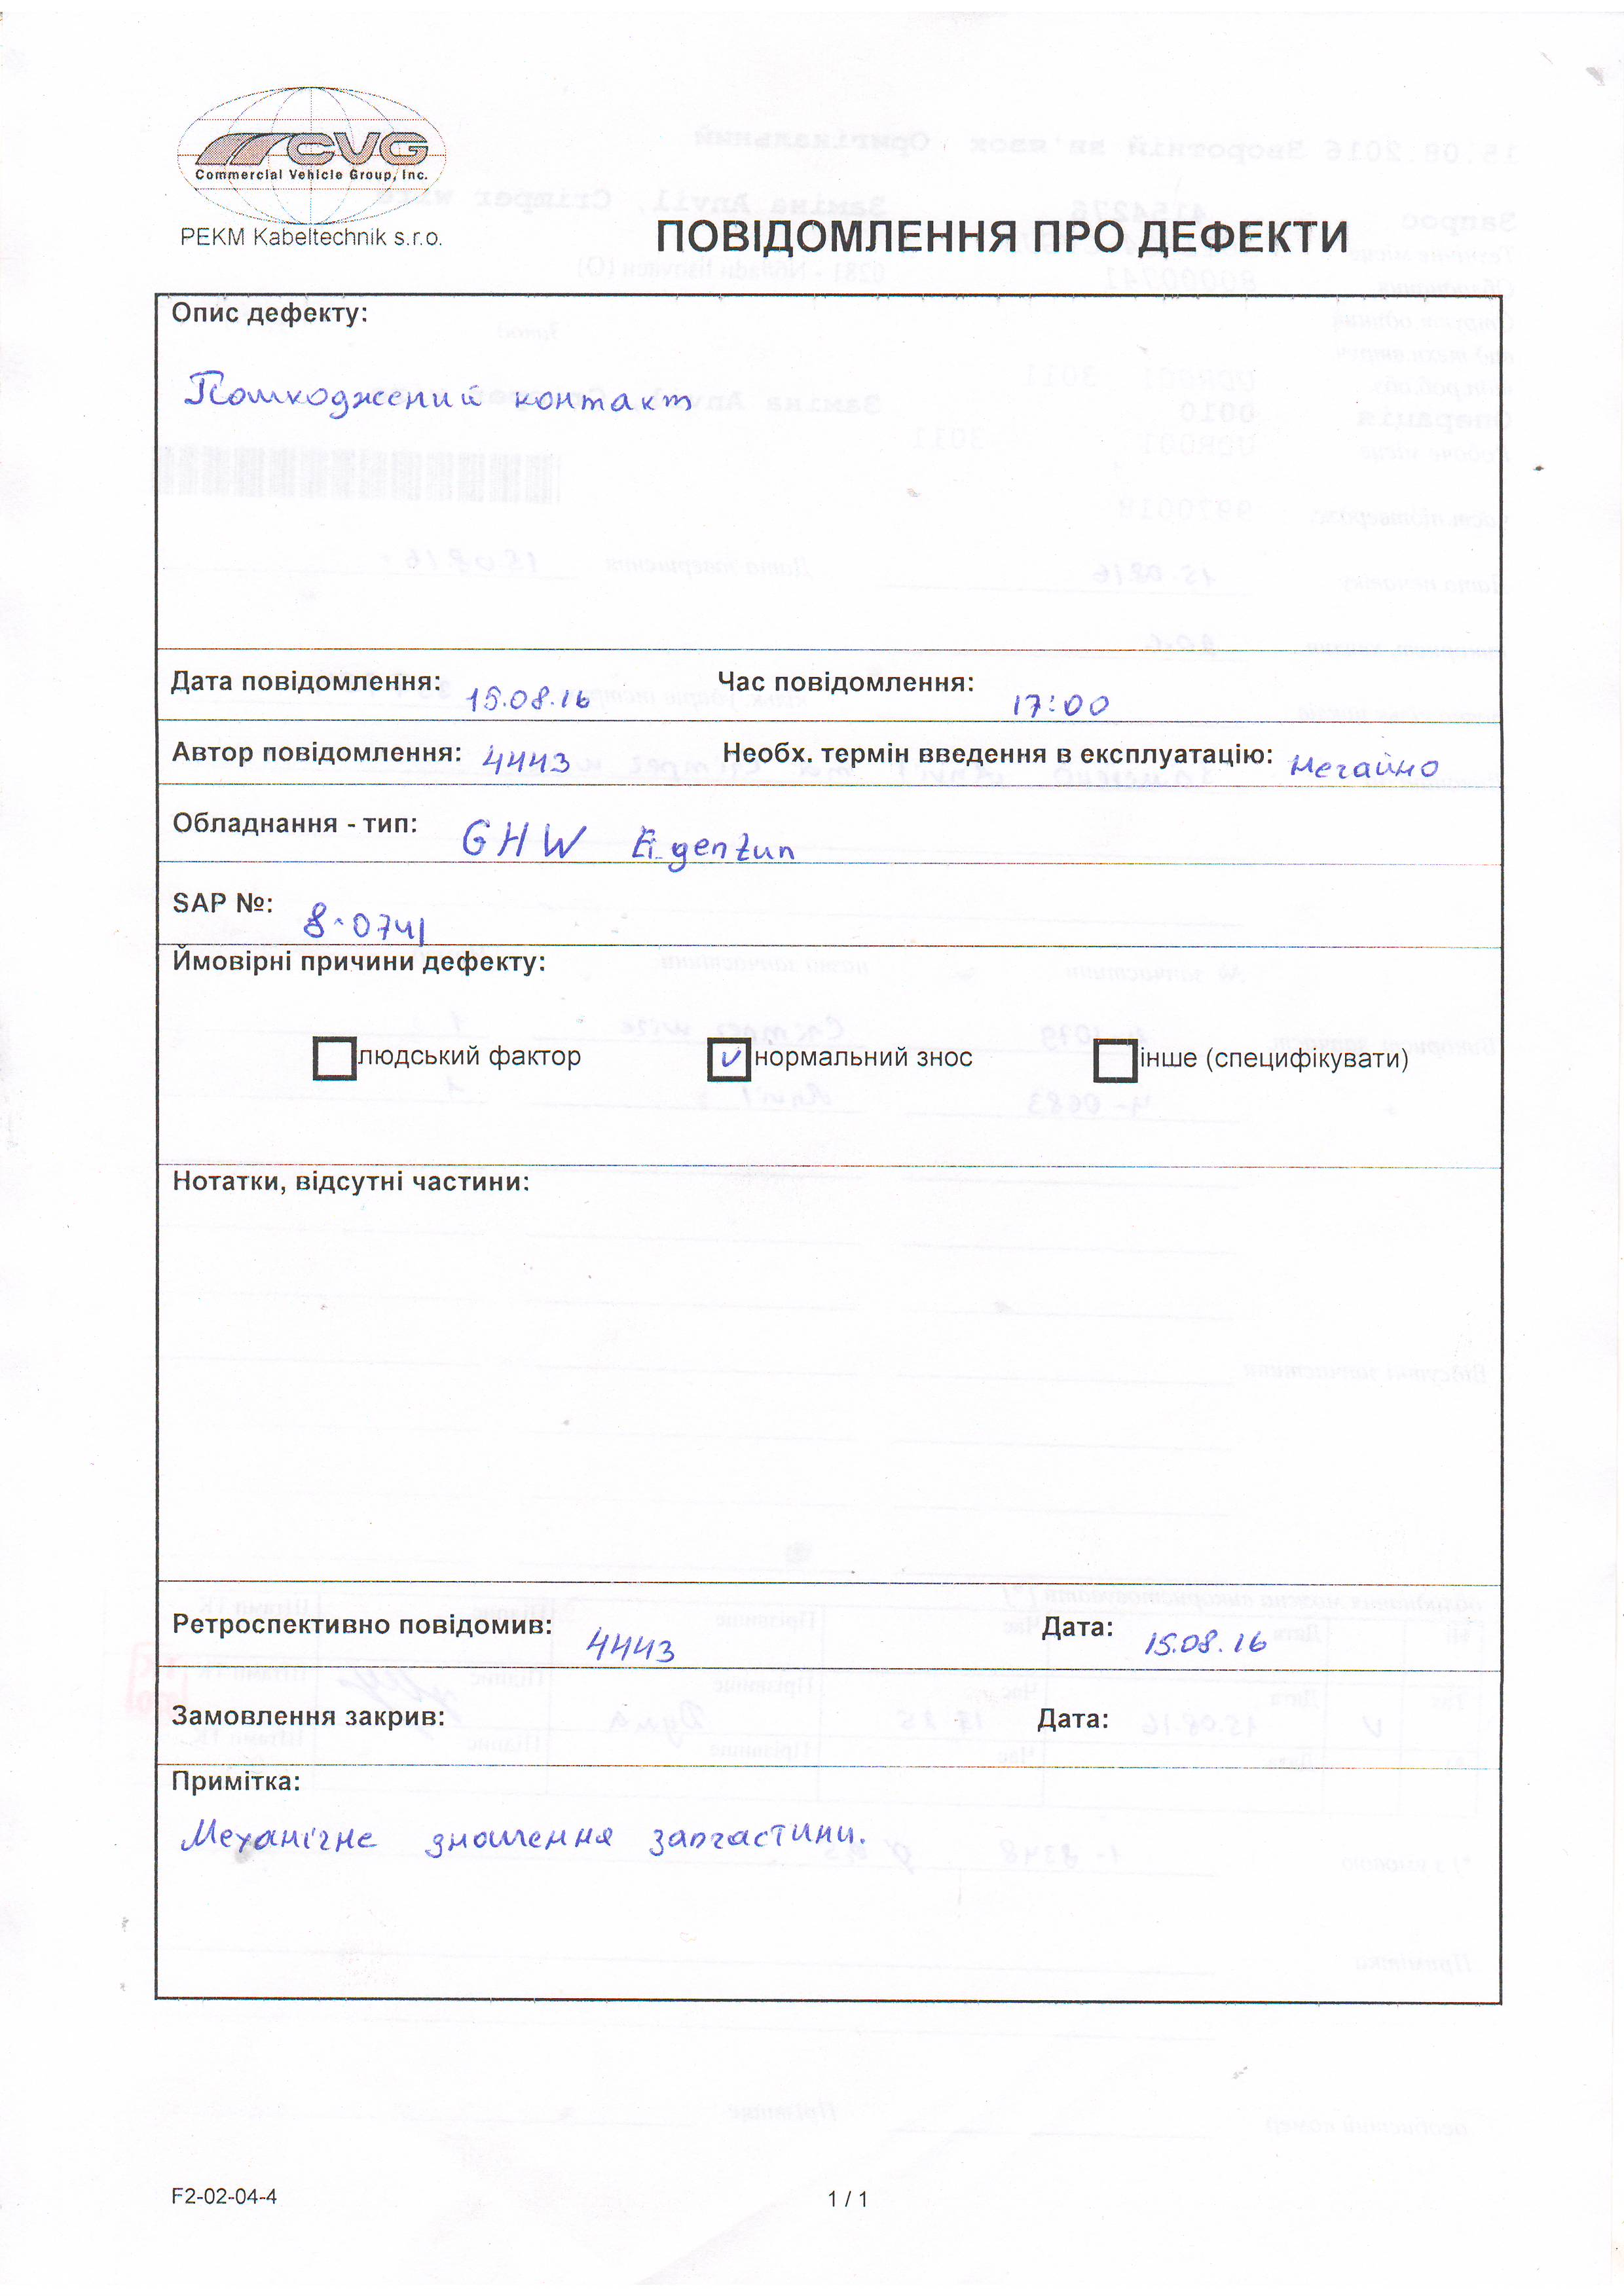 CVG
Commercial Vehicle Group, Inc.
PEKM Kabeltechnik s.r.o.
ПОВІДОМЛЕННЯ ПРО ДЕФЕКТИ
Опис дефекту:
Пошкоджений контакт
Дата повідомлення: 15.08.16 Час повідомлення: 17:00
Автор повідомлення: 4443 Необх. термін введення в експлуатацію: негайно
Обладнання - тип: GHW
SAP №: 8-0741
Ймовірні причини дефекту:
людський фактор v нормальний знос інше (специфікувати)
Нотатки, відсутні частини:
Ретроспективно повідомив: 4443 Дата: 15.08.16
Замовлення закрив: Дата:
Примітка:
Механічне зношення запчастини.
F2-02-04-4 1 / 1